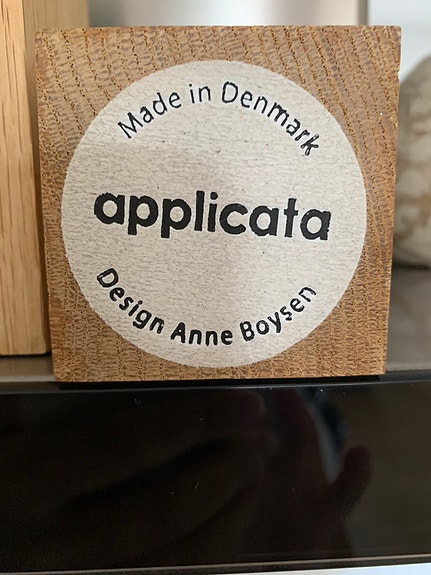 Made in Denmark
applicata
Design Anne Boysen